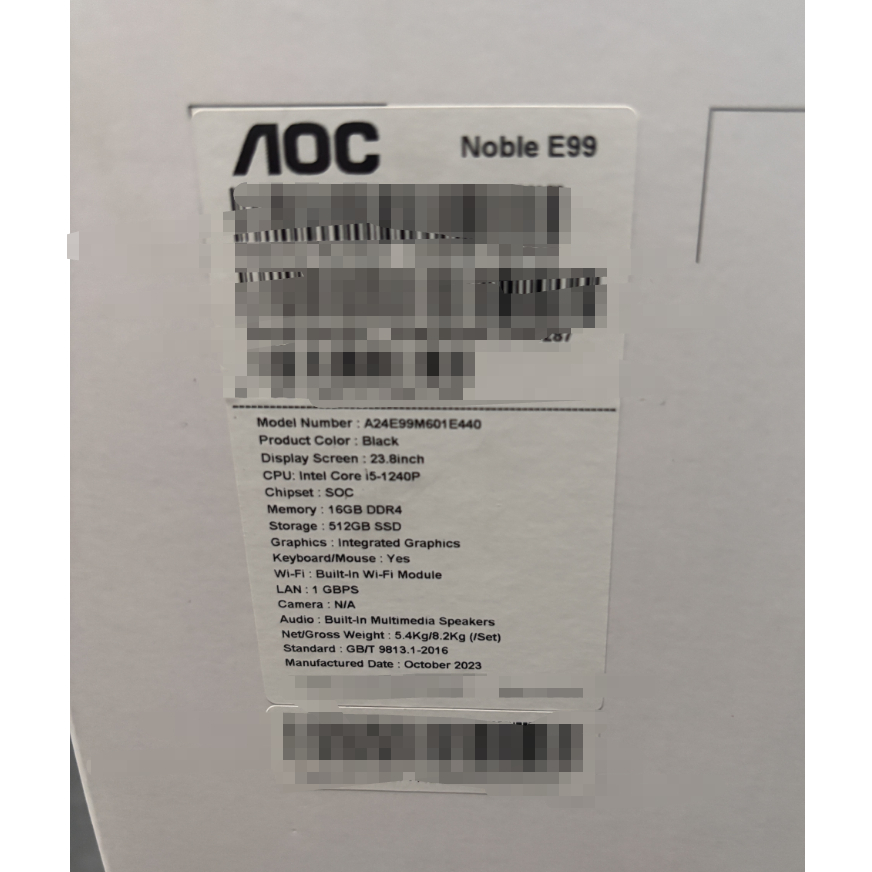 AOC
Noble E99
287
Model Number : A24E99M601E440
Product Color : Black
Display Screen : 23.8inch
CPU: Intel Core i5-1240P
Chipset : SOC
Memory : 16GB DDR4
Storage : 512GB SSD
Graphics : Integrated Graphics
Keyboard/Mouse : Yes
Wi-Fi : Built-In Wi-Fi Module
LAN : 1 GBPS
Camera : N/A
Audio : Built-In Multimedia Speakers
Net/Gross Weight : 5.4Kg/8.2Kg (/Set)
Standard : GB/T 9813.1-2016
Manufactured Date : October 2023